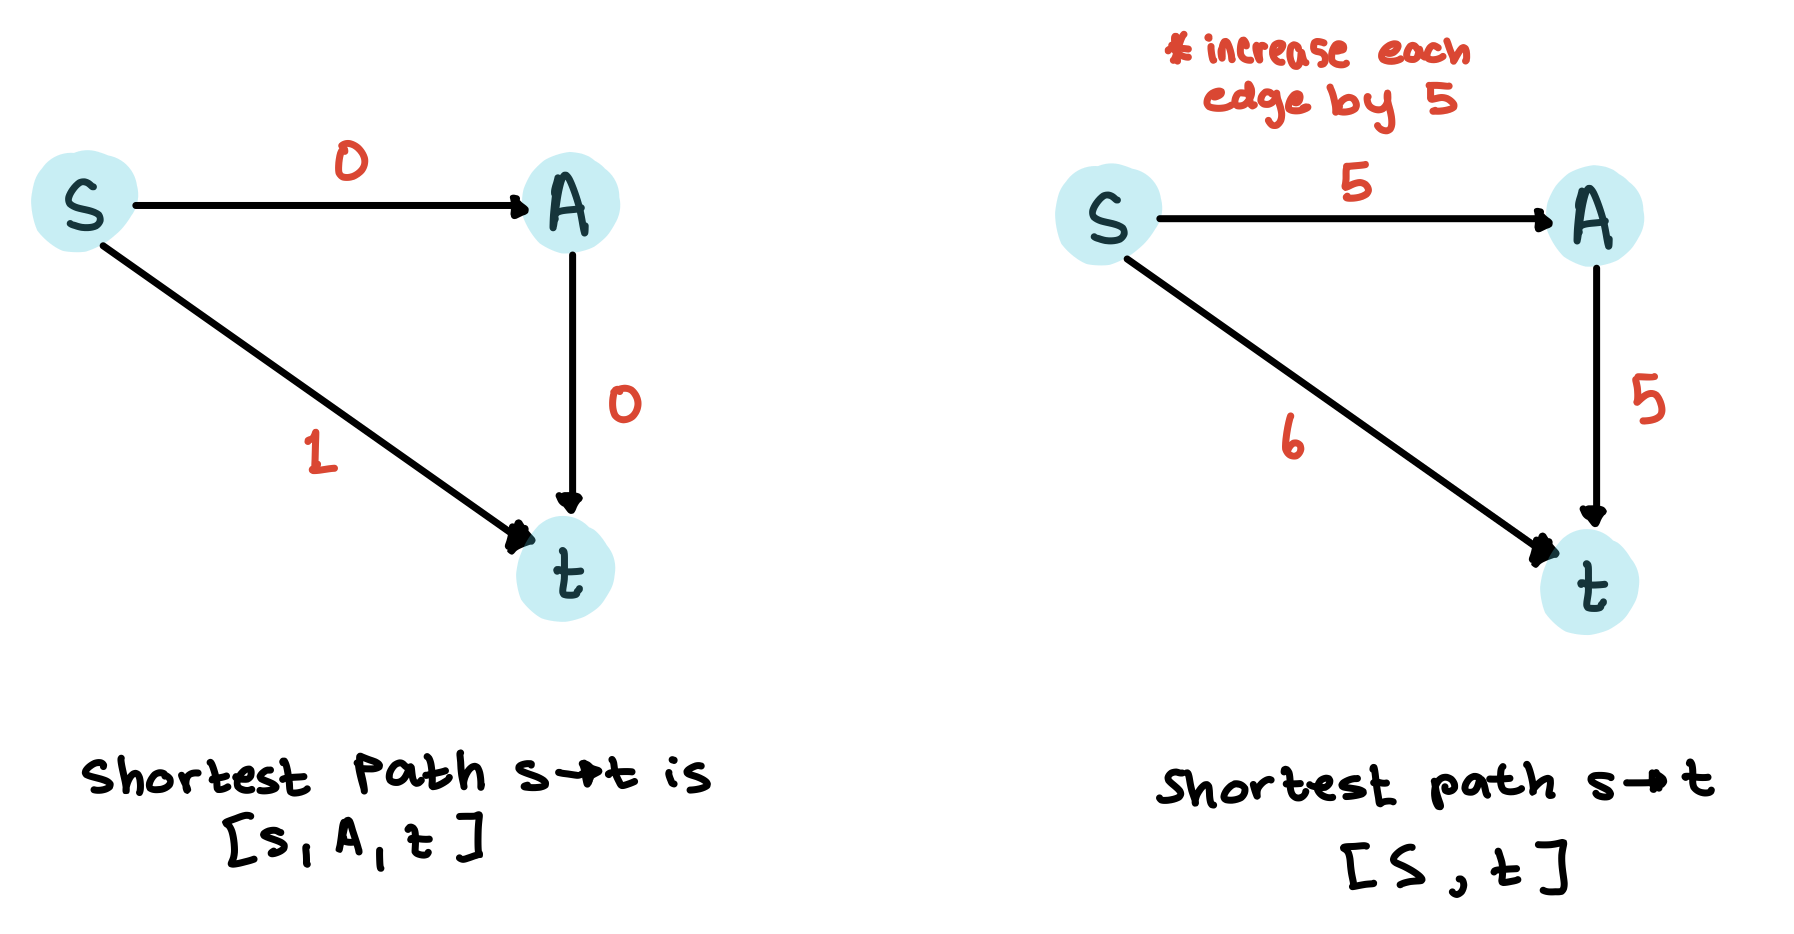 S
0
A
1
0
t
shortest path s→t is
[s, A, t]
* increase each
edge by 5
S
5
A
6
5
t
shortest path s→t
[S, t]